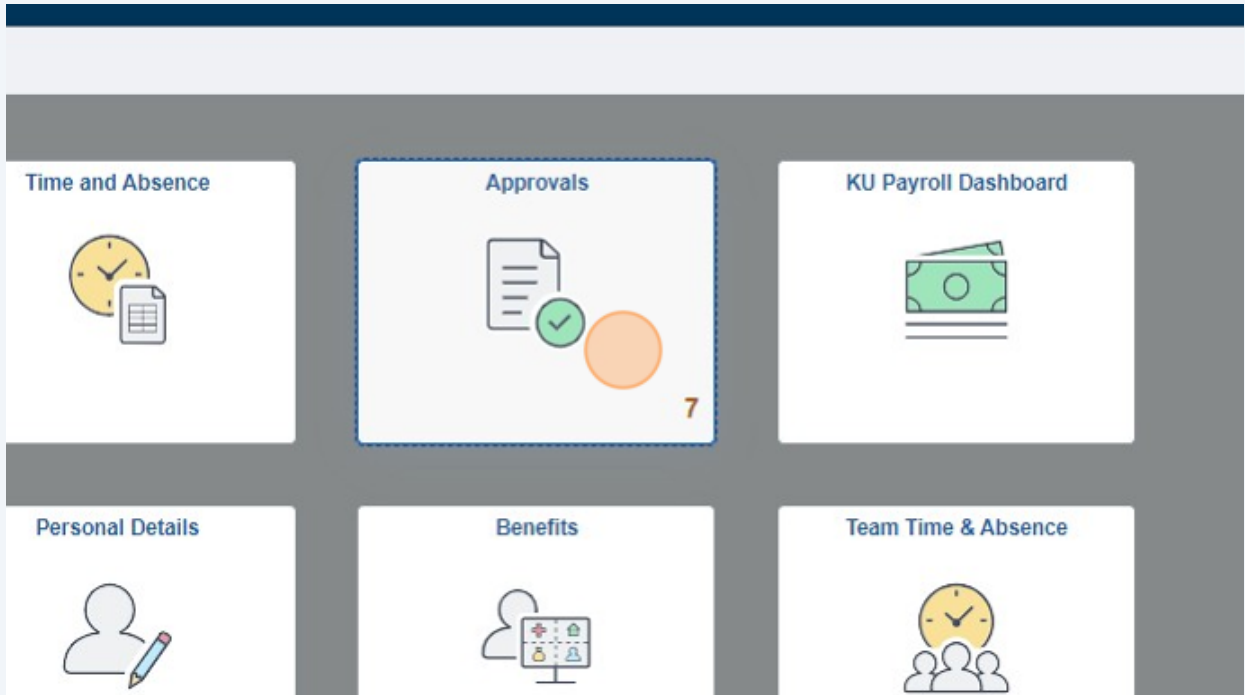 Time and Absence
Approvals
KU Payroll Dashboard
7
Personal Details
Benefits
Team Time & Absence